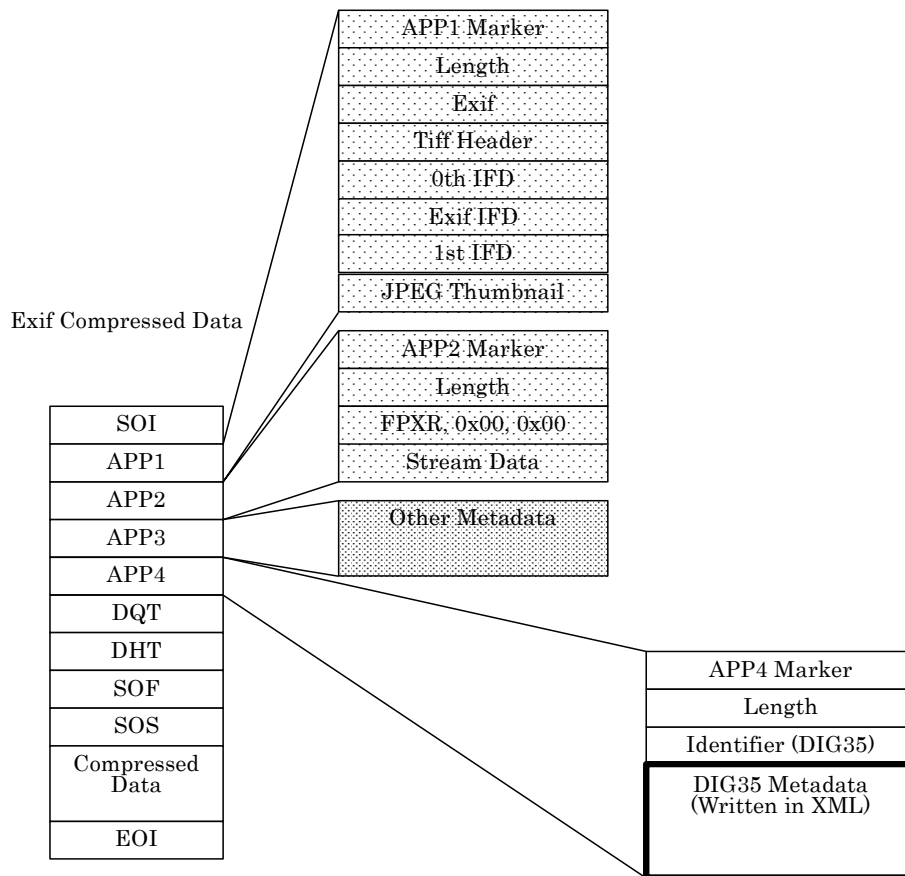 APP1 Marker
Length
Exif
Tiff Header
0th IFD
Exif IFD
1st IFD
JPEG Thumbnail
Exif Compressed Data
APP2 Marker
Length
FPXR, 0x00, 0x00
Stream Data
Other Metadata
SOI
APP1
APP2
APP3
APP4
DQT
DHT
SOF
SOS
Compressed
Data
EOI
APP4 Marker
Length
Identifier (DIG35)
DIG35 Metadata
(Written in XML)